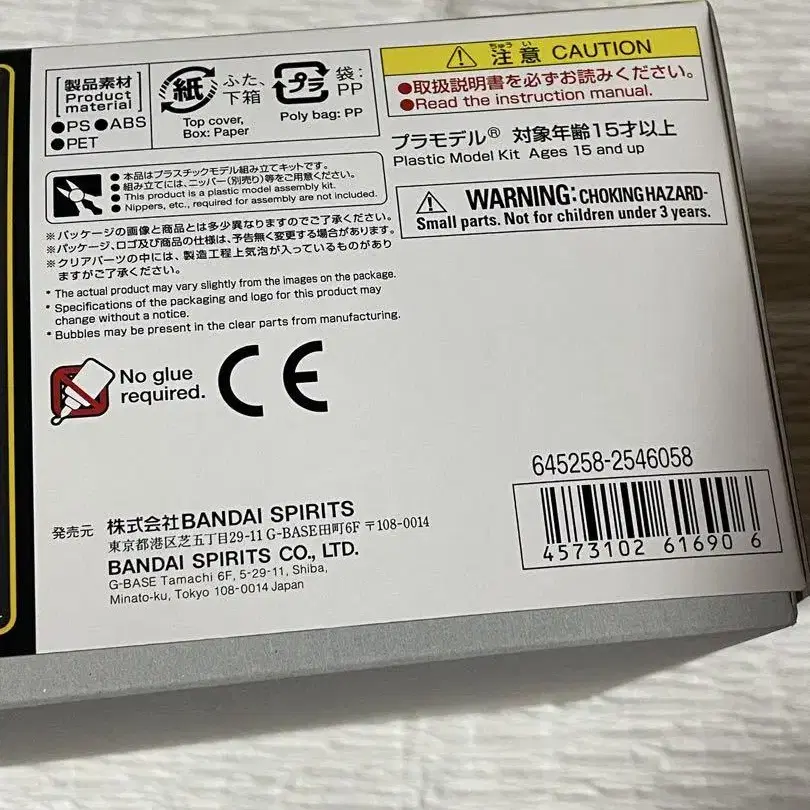 製品素材
Product
material
●PS●ABS
●PET
紙
ふた、
下箱
Top cover,
Box: Paper
プラ
袋:
PP
Poly bag: PP
ちゅう い
注意 CAUTION
●取扱説明書を必ずお読みください。
●Read the instruction manual.
プラモデル® 対象年齢15才以上
Plastic Model Kit Ages 15 and up
● 本品はプラスチックモデル組み立てキットです。
● 組み立てには、ニッパー(別売り)等をご用意ください。
● This product is a plastic model assembly kit.
● Nippers, etc., required for assembly are not included.
WARNING: CHOKING HAZARD-
Small parts. Not for children under 3 years.
※パッケージの画像と商品とは多少異なりますのでご了承ください。
※パッケージ、ロゴ及び商品の仕様は、予告無く変更する場合があります。
※クリアパーツの中には、製造工程上気泡が入っているものがあり
ますがご了承ください。
* The actual product may vary slightly from the images on the package.
* Specifications of the packaging and logo for this product may
change without a notice.
* Bubbles may be present in the clear parts from manufacturing.
No glue
required.
CE
645258-2546058
4573102 61690 6
発売元 株式会社BANDAI SPIRITS
東京都港区芝五丁目29-11 G-BASE田町6F 〒108-0014
BANDAI SPIRITS CO., LTD.
G-BASE Tamachi 6F, 5-29-11, Shiba,
Minato-ku, Tokyo 108-0014 Japan